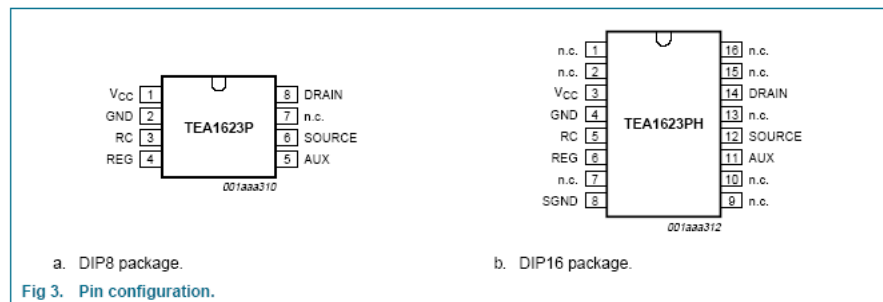 VCC 1 8 DRAIN
GND 2 7 n.c.
RC 3 6 SOURCE
REG 4 5 AUX
TEA1623P
001aaa310
a. DIP8 package.
n.c. 1 16 n.c.
n.c. 2 15 n.c.
VCC 3 14 DRAIN
GND 4 13 n.c.
RC 5 12 SOURCE
REG 6 11 AUX
n.c. 7 10 n.c.
SGND 8 9 n.c.
TEA1623PH
001aaa312
b. DIP16 package.
Fig 3. Pin configuration.